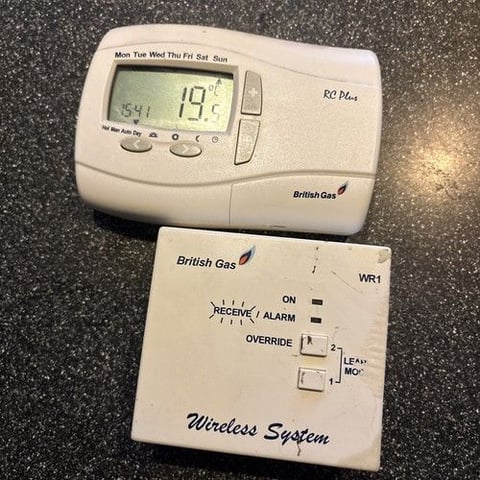 Mon Tue Wed Thu Fri Sat Sun
RC Plus
19.5 °C
15:41
Hol Man Auto Day
British Gas
British Gas
WR1
ON
RECEIVE / ALARM
OVERRIDE
2
1
Wireless System